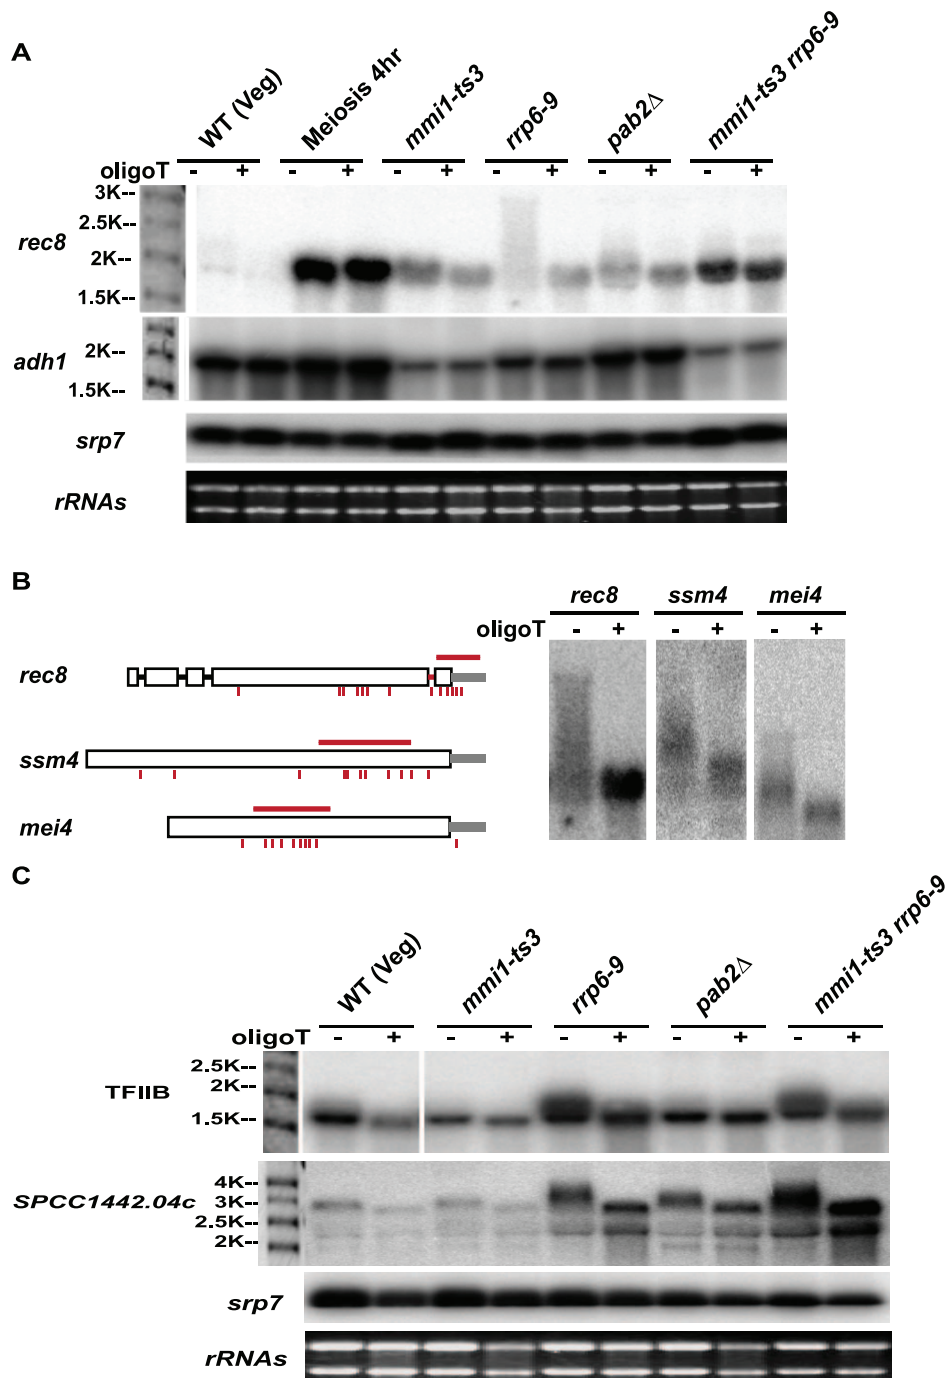 A
WT (Veg) Meiosis 4hr mmi1-ts3 rrp6-9 pab2Δ mmi1-ts3 rrp6-9
oligoT - + - + - + - + - + - +
3K--
2.5K--
rec8
2K--
1.5K--
adh1
2K--
1.5K--
srp7
rRNAs
B
rec8 ssm4 mei4
oligoT - + - + - +
rec8
ssm4
mei4
C
WT (Veg) mmi1-ts3 rrp6-9 pab2Δ mmi1-ts3 rrp6-9
oligoT - + - + - + - + - +
2.5K--
TFIIB
2K--
1.5K--
4K--
SPCC1442.04c
3K--
2.5K--
2K--
srp7
rRNAs